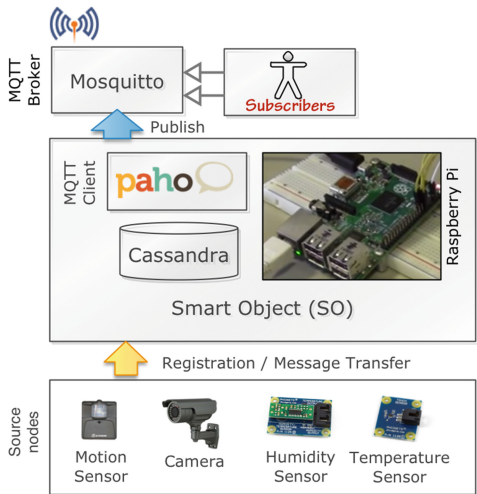 MQTT
Broker
Mosquitto
Subscribers
Publish
MQTT
Client
paho
Cassandra
Raspberry Pi
Smart Object (SO)
Registration / Message Transfer
Source
nodes
Motion
Sensor
Camera
Humidity
Sensor
Temperature
Sensor